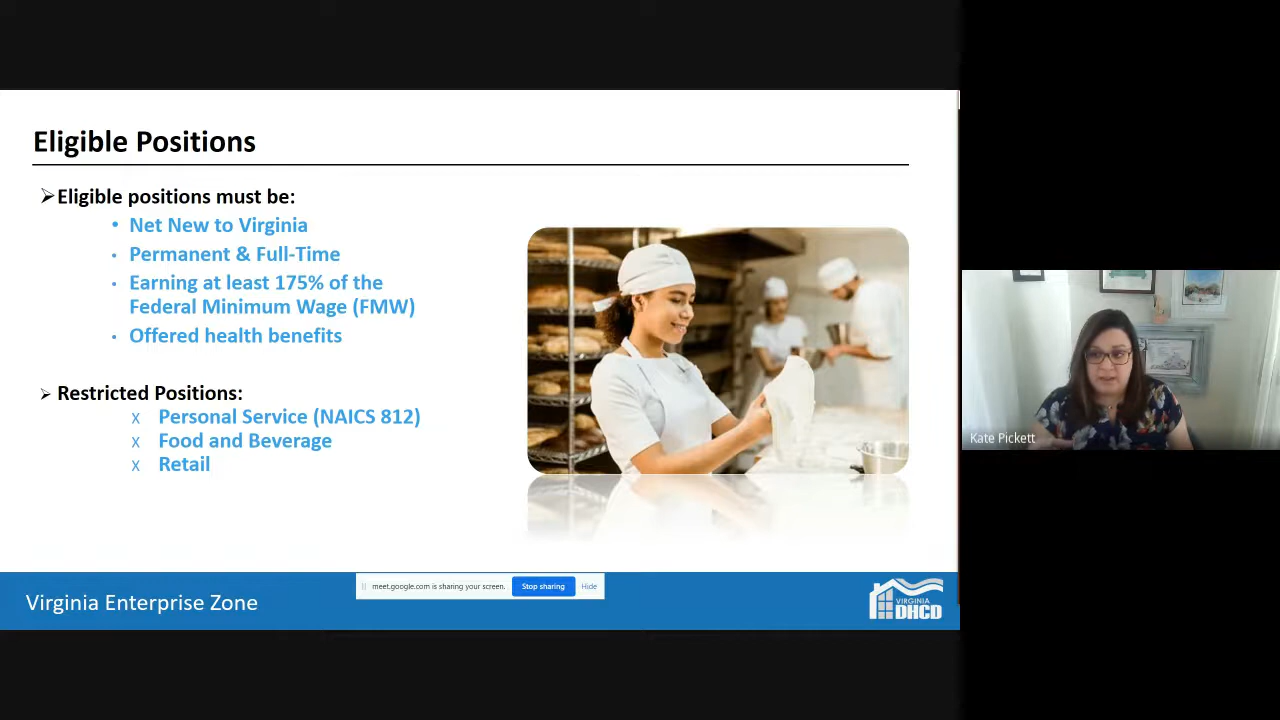 Eligible Positions
➢Eligible positions must be:
• Net New to Virginia
• Permanent & Full-Time
• Earning at least 175% of the
Federal Minimum Wage (FMW)
• Offered health benefits
➢ Restricted Positions:
x Personal Service (NAICS 812)
x Food and Beverage
x Retail
Kate Pickett
meet.google.com is sharing your screen. Stop sharing Hide
Virginia Enterprise Zone
VIRGINIA
DHCD